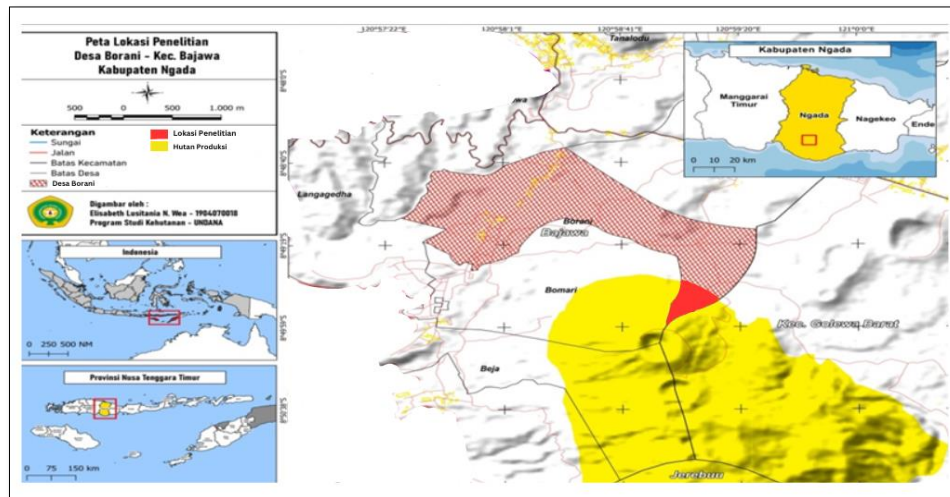 Peta Lokasi Penelitian
Desa Borani - Kec. Bajawa
Kabupaten Ngada
500 0 500 1.000 m
Keterangan
Sungai
Jalan
Batas Kecamatan
Batas Desa
Desa Borani
Lokasi Penelitian
Hutan Produksi
Digambar oleh :
Elisabeth Lusitania N. Wea - 1904070018
Program Studi Kehutanan - UNDANA
Indonesia
0 250 500 NM
Provinsi Nusa Tenggara Timur
0 75 150 km
120°57'22"E 120°58'1"E 120°58'41"E 120°59'20"E 121°0'0"E
Tanalodu
wa
Langagedha
Borani
Bajawa
Bomari
Kec. Golewa Barat
Beja
Jerebuu
Kabupaten Ngada
Manggarai
Timur
Ngada
Nagekeo
Ende
0 10 20 km